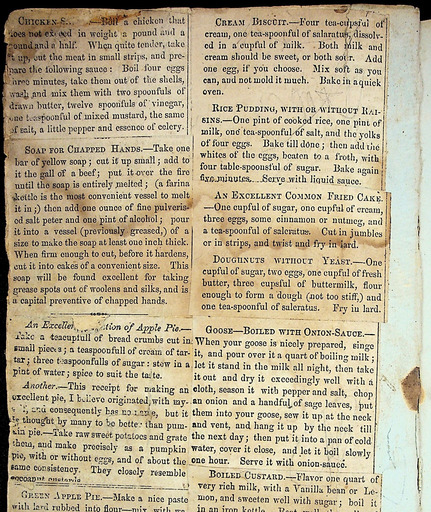 CHICKEN S —Boil a chicken that
does not exceed in weight a pound and a
pound and a half. When quite tender, take
it up, cut the meat in small strips, and pre-
pare the following sauce: Boil four eggs
three minutes, take them out of the shells,
wash and mix them with two spoonfuls of
drawn butter, twelve spoonfuls of vinegar,
one teaspoonful of mixed mustard, the same
of salt, a little pepper and essence of celery.
SOAP FOR CHAPPED HANDS.—Take one
bar of yellow soap; cut it up small; add to
it the gall of a beef; put it over the fire
until the soap is entirely melted; (a farina
kettle is the most convenient vessel to melt
it in;) then add one ounce of fine pulveris-
ed salt peter and one pint of alcohol; pour
it into a vessel (previously greased,) of a
size to make the soap at least one inch thick.
When firm enough to cut, before it hardens,
cut it into cakes of a convenient size. This
soap will be found excellent for taking
grease spots out of woolens and silks, and is
a capital preventive of chapped hands.
An Excellent tion of Apple Pie.—
Take a teacupfull of bread crumbs cut in
small pieces; a teaspoonfull of cream of tar-
tar; three teaspoonfulls of sugar; stew in a
pint of water; spice to suit the taste.
Another.—This receipt for making an
excellent pie, I believe originated with my-
and consequently has no name, but it
is thought by many to be better than pump-
kin pie.—Take raw sweet potatoes and grate
them, and make precisely as a pumpkin
pie, with or without eggs, and of about the
same consistency. They closely resemble
cocoanut custards.
GREEN APPLE PIE.—Make a nice paste
with lard rubbed into flour—mix with
CREAM BISCUIT.—Four tea-cupsful of
cream, one tea-spoonful of salaratus, dissolv-
ed in a cupful of milk. Both milk and
cream should be sweet, or both sour. Add
one egg, if you choose. Mix soft as you
can, and not mold it much. Bake in a quick
oven.
RICE PUDDING, WITH OR WITHOUT RAI-
SINS.—One pint of cooked rice, one pint of
milk, one tea-spoonful of salt, and the yolks
of four eggs. Bake till done; then add the
whites of the eggs, beaten to a froth, with
four table-spoonsful of sugar. Bake again
five minutes. Serve with liquid sauce.
AN EXCELLENT COMMON FRIED CAKE.
—One cupful of sugar, one cupful of cream,
three eggs, some cinnamon or nutmeg, and
a tea-spoonful of saleratus. Cut in jumbles
or in strips, and twist and fry in lard.
DOUGHNUTS WITHOUT YEAST.—One
cupful of sugar, two eggs, one cupful of fresh
butter, three cupsful of buttermilk, flour
enough to form a dough (not too stiff,) and
one tea-spoonful of saleratus. Fry in lard.
GOOSE—BOILED WITH ONION-SAUCE.—
When your goose is nicely prepared, singe
it, and pour over it a quart of boiling milk;
let it stand in the milk all night, then take
it out and dry it exceedingly well with a
cloth, season it with pepper and salt, chop
an onion and a handful of sage leaves, put
them into your goose, sew it up at the neck
and vent, and hang it up by the neck till
the next day; then put it into a pan of cold
water, cover it close, and let it boil slowly
one hour. Serve it with onion-sauce.
BOILED CUSTARD.—Flavor one quart of
very rich milk, with a Vanilla bean or Le-
mon, and sweeten well with sugar; boil it
in an iron kettle.